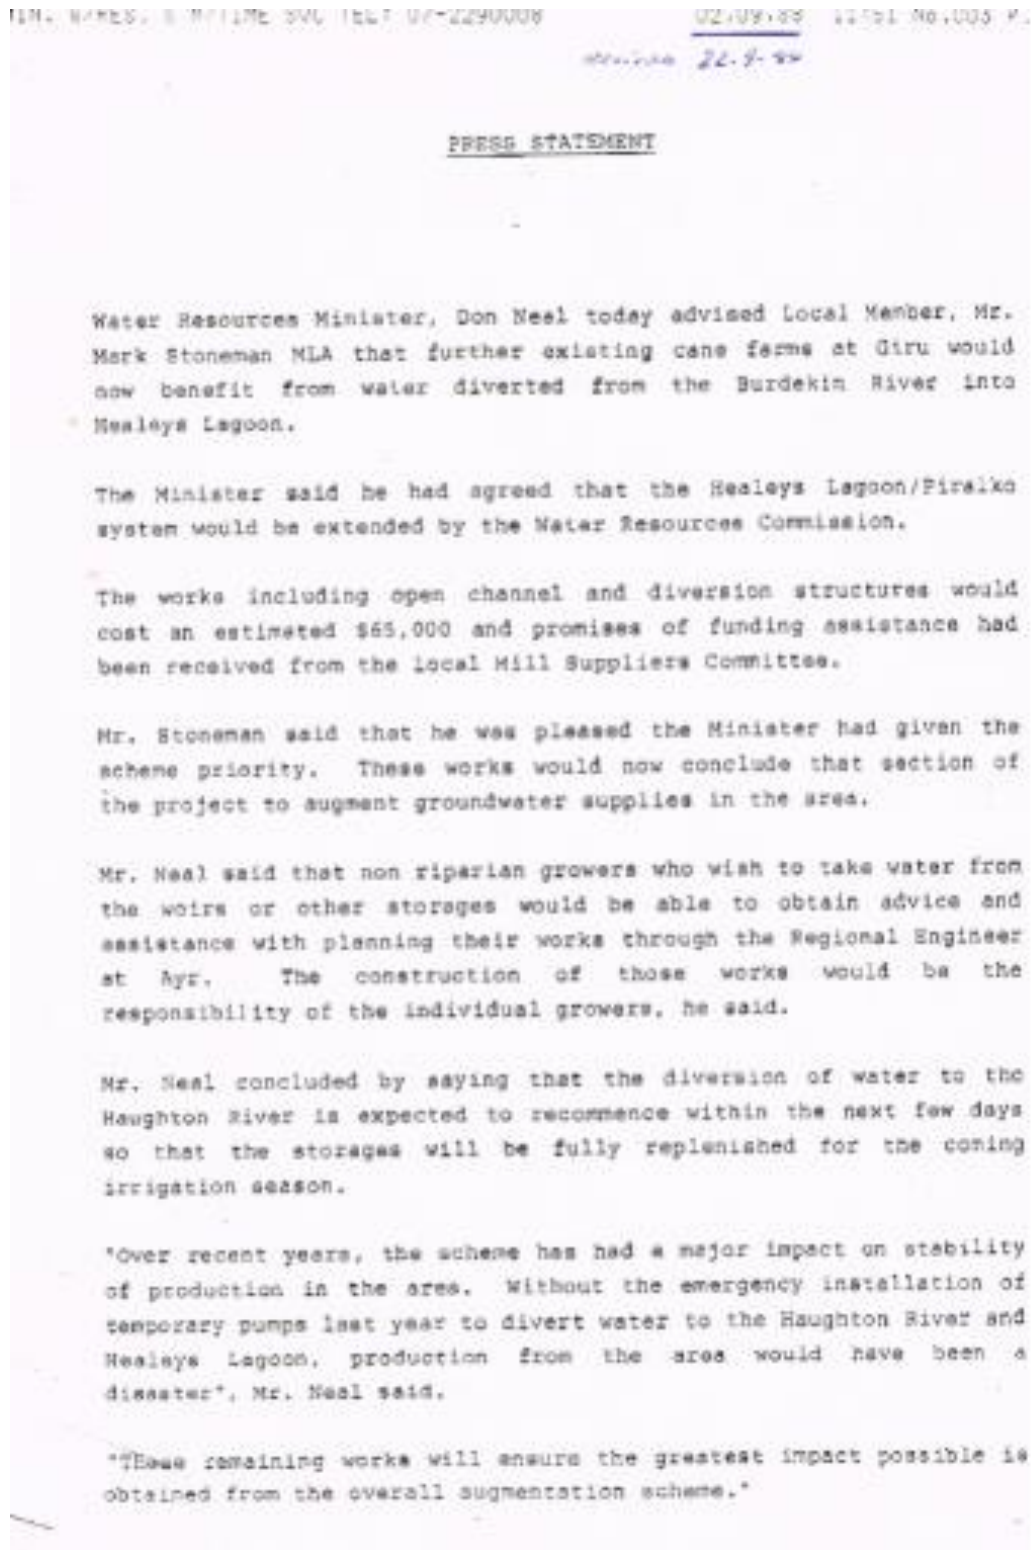 TEL: 07-2290008 02.09.88 11:51 No.003 P.
22.9.88
PRESS STATEMENT
Water Resources Minister, Don Neal today advised Local Member, Mr.
Mark Stoneman MLA that further existing cane farms at Giru would
now benefit from water diverted from the Burdekin River into
Healeys Lagoon.
The Minister said he had agreed that the Healeys Lagoon/Piralko
system would be extended by the Water Resources Commission.
The works including open channel and diversion structures would
cost an estimated $65,000 and promises of funding assistance had
been received from the local Mill Suppliers Committee.
Mr. Stoneman said that he was pleased the Minister had given the
scheme priority. These works would now conclude that section of
the project to augment groundwater supplies in the area.
Mr. Neal said that non riparian growers who wish to take water from
the weirs or other storages would be able to obtain advice and
assistance with planning their works through the Regional Engineer
at Ayr. The construction of those works would be the
responsibility of the individual growers, he said.
Mr. Neal concluded by saying that the diversion of water to the
Haughton River is expected to recommence within the next few days
so that the storages will be fully replenished for the coming
irrigation season.
"Over recent years, the scheme has had a major impact on stability
of production in the area. Without the emergency installation of
temporary pumps last year to divert water to the Haughton River and
Healeys Lagoon, production from the area would have been a
disaster", Mr. Neal said.
"THese remaining works will ensure the greatest impact possible is
obtained from the overall augmentation scheme."